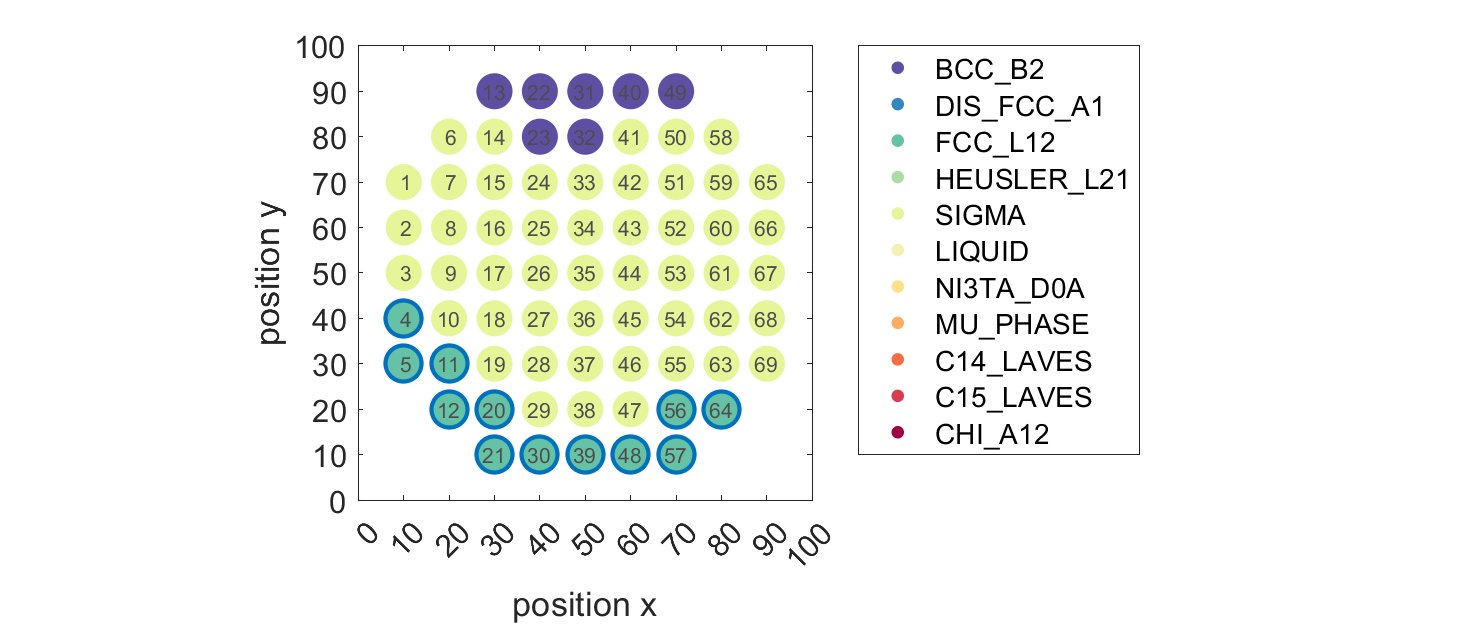 100
90
80
70
60
50
40
30
20
10
0
position y
13 22 31 40 49
6 14 23 32 41 50 58
1 7 15 24 33 42 51 59 65
2 8 16 25 34 43 52 60 66
3 9 17 26 35 44 53 61 67
4 10 18 27 36 45 54 62 68
5 11 19 28 37 46 55 63 69
12 20 29 38 47 56 64
21 30 39 48 57
0 10 20 30 40 50 60 70 80 90 100
position x
BCC_B2
DIS_FCC_A1
FCC_L12
HEUSLER_L21
SIGMA
LIQUID
NI3TA_D0A
MU_PHASE
C14_LAVES
C15_LAVES
CHI_A12